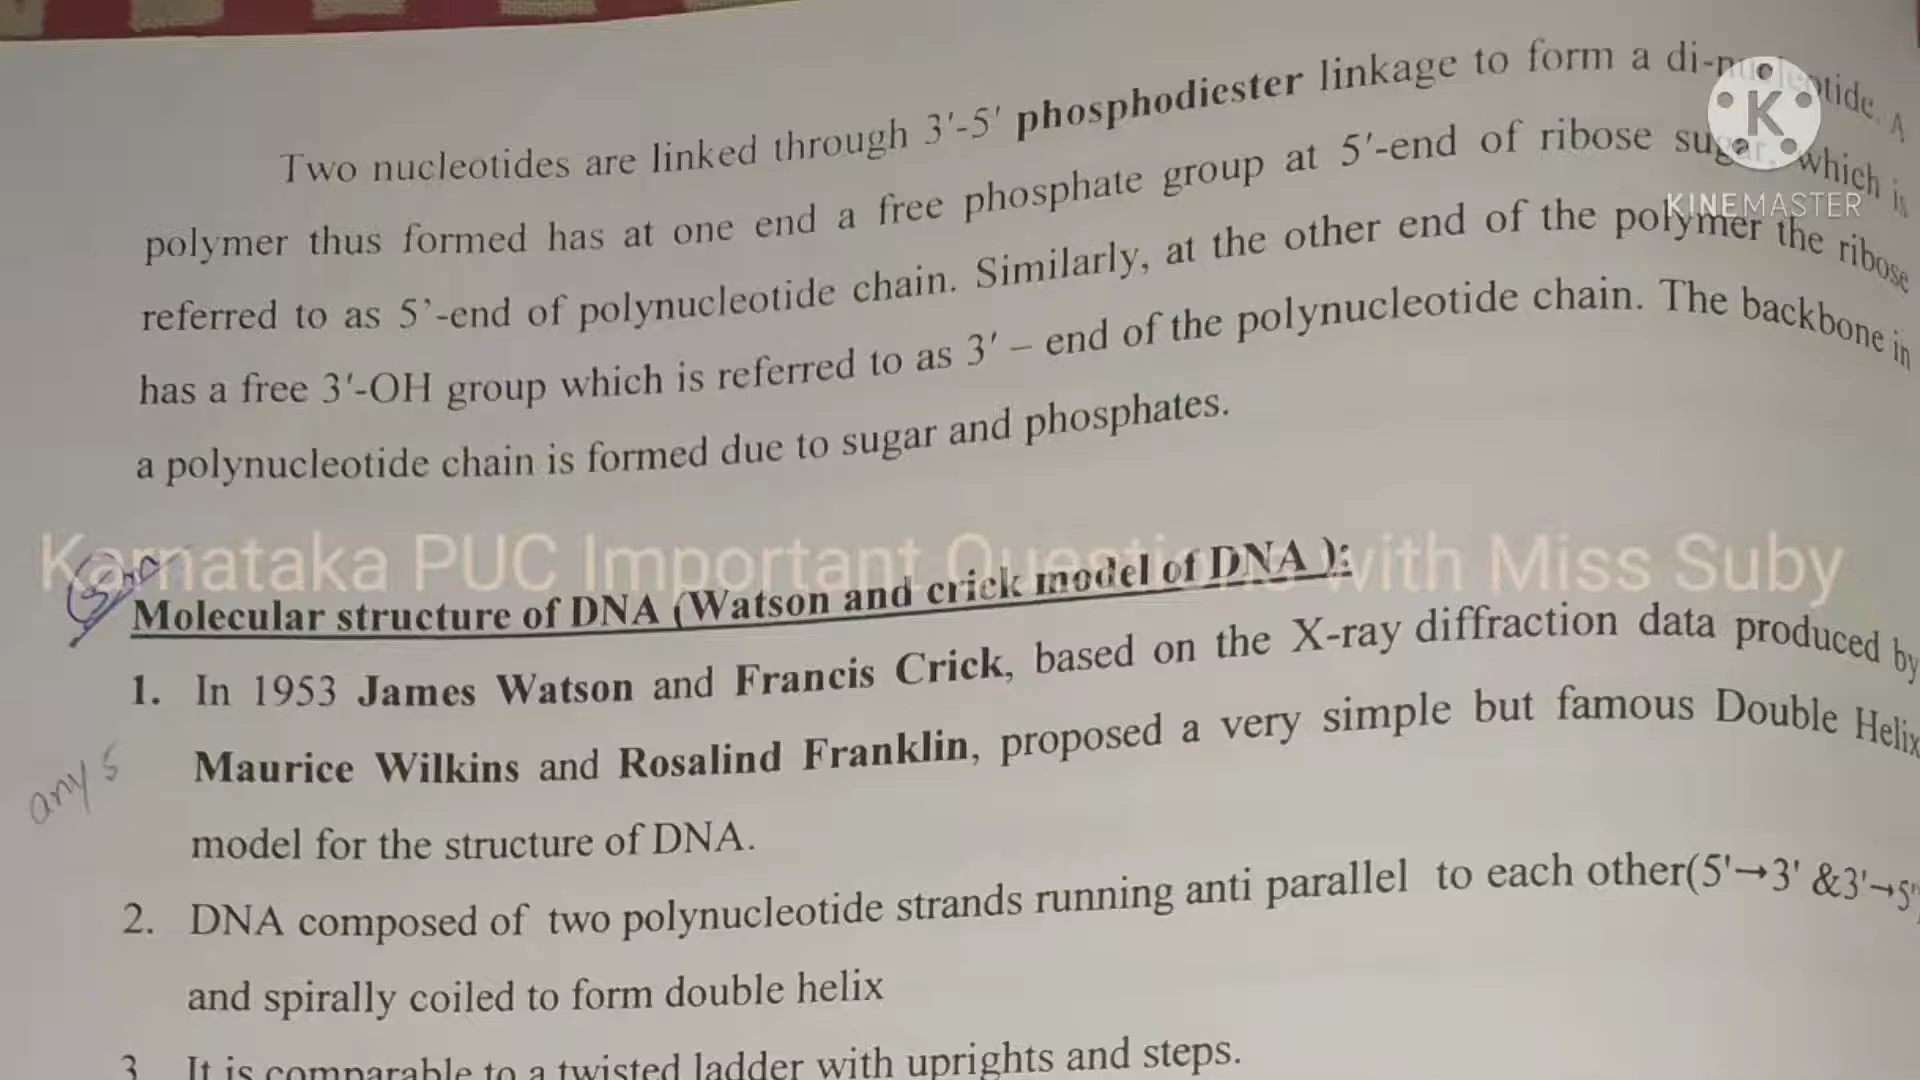 Two nucleotides are linked through 3′-5′ phosphodiester linkage to form a di-nucleotide. A
K
polymer thus formed has at one end a free phosphate group at 5′-end of ribose sugar, which is
KINEMASTER
referred to as 5’-end of polynucleotide chain. Similarly, at the other end of the polymer the ribose
has a free 3′-OH group which is referred to as 3′ – end of the polynucleotide chain. The backbone in
a polynucleotide chain is formed due to sugar and phosphates.
Karnataka PUC Important Questions with Miss Suby
5m
Molecular structure of DNA (Watson and crick model of DNA ):
1. In 1953 James Watson and Francis Crick, based on the X-ray diffraction data produced by
Maurice Wilkins and Rosalind Franklin, proposed a very simple but famous Double Helix
any 5
model for the structure of DNA.
2. DNA composed of two polynucleotide strands running anti parallel to each other(5'→3' &3'→5')
and spirally coiled to form double helix
3. It is comparable to a twisted ladder with uprights and steps.